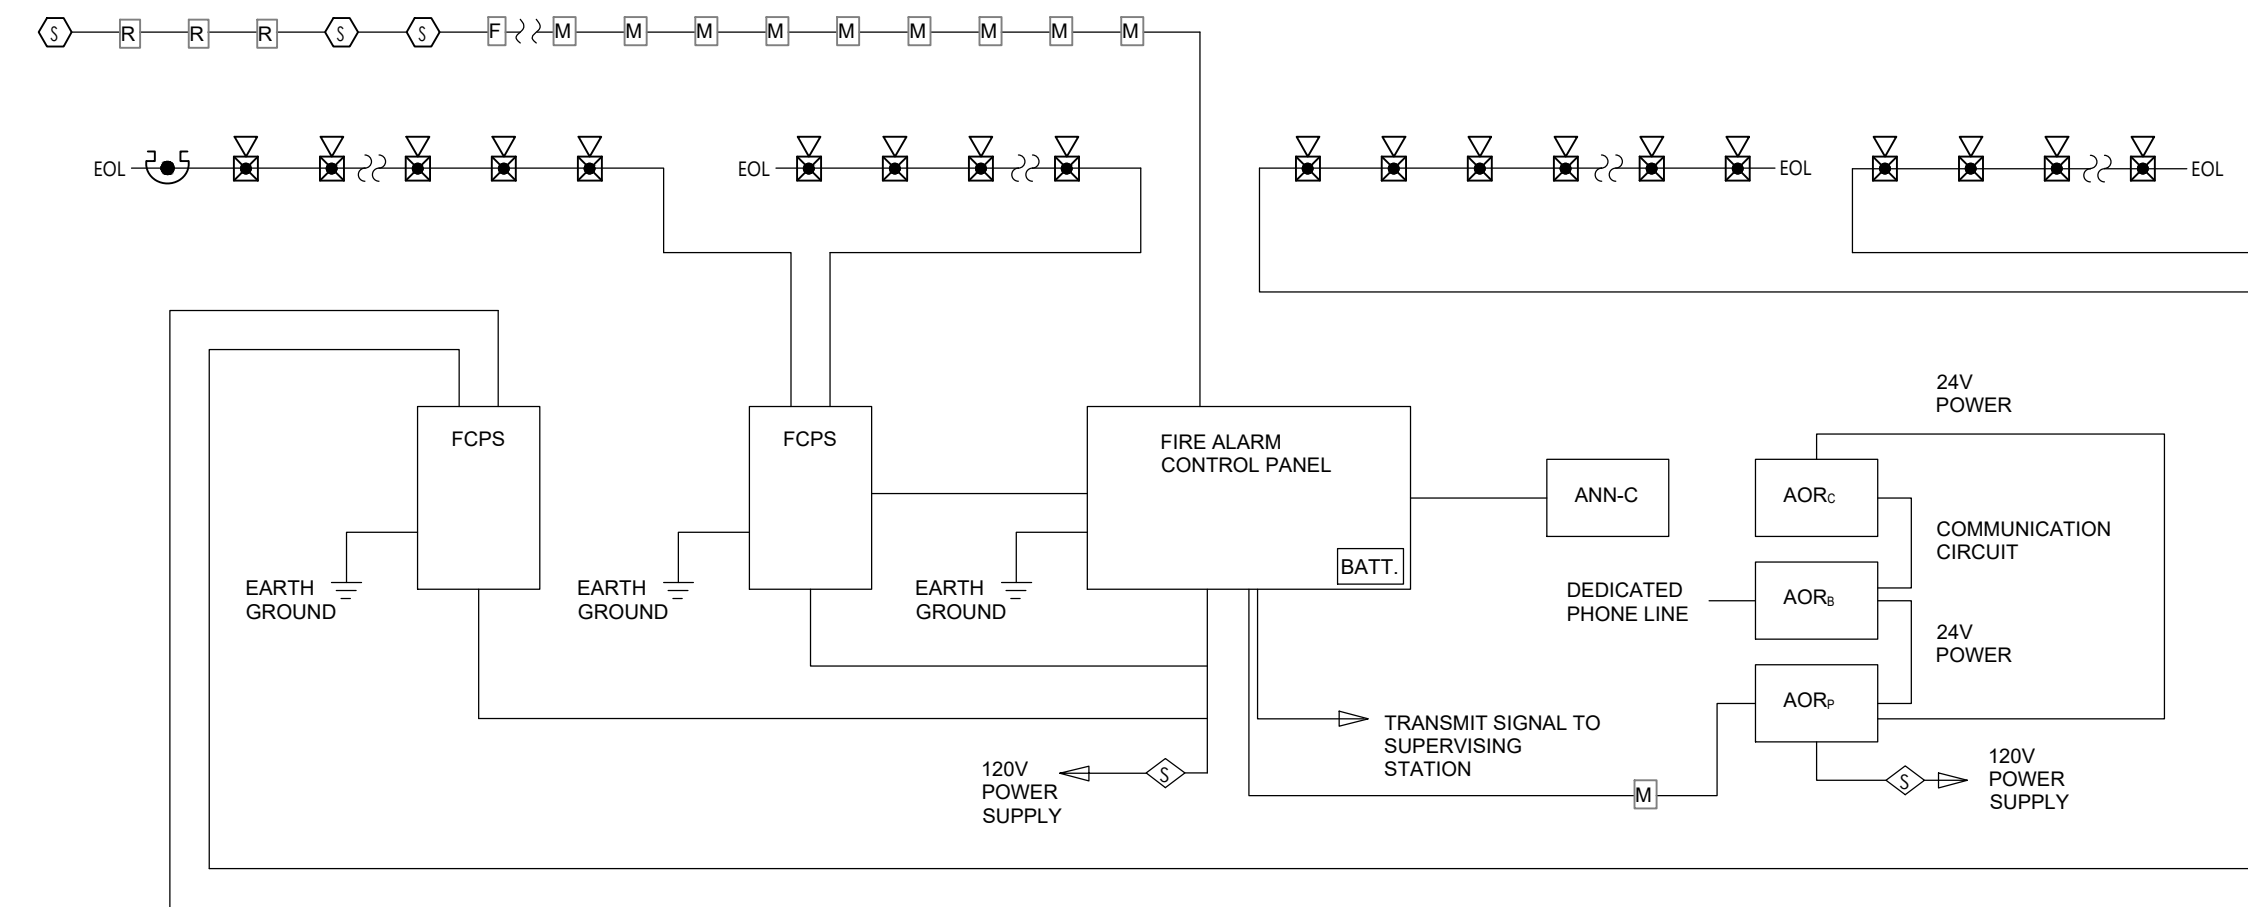 S R R R S S F M M M M M M M M M
EOL EOL EOL EOL
24V
POWER
FCPS FCPS
FIRE ALARM
CONTROL PANEL
ANN-C
AORC
BATT.
COMMUNICATION
CIRCUIT
EARTH
GROUND
EARTH
GROUND
EARTH
GROUND
DEDICATED
PHONE LINE
AORB
24V
POWER
AORP
TRANSMIT SIGNAL TO
SUPERVISING
STATION
120V
POWER
SUPPLY
S
M
S
120V
POWER
SUPPLY